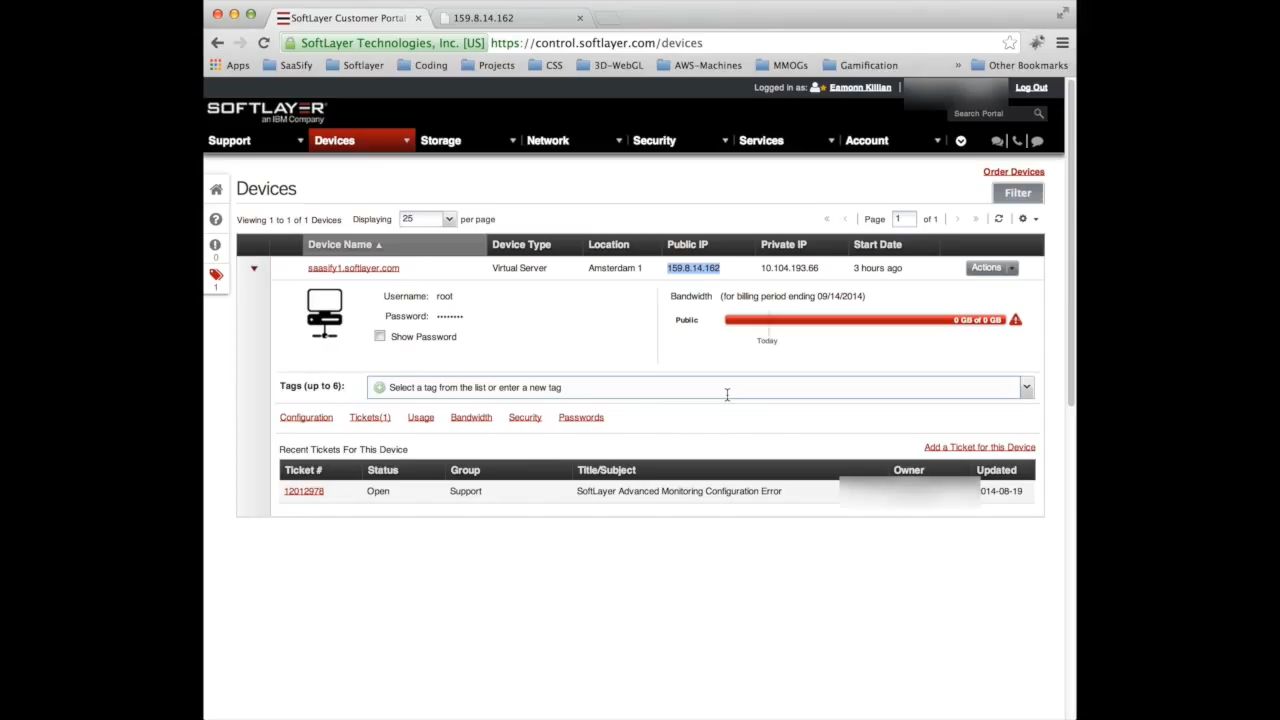 SoftLayer Customer Portal ×
159.8.14.162 ×
SoftLayer Technologies, Inc. [US] https://control.softlayer.com/devices
Apps SaaSify Softlayer Coding Projects CSS 3D-WebGL AWS-Machines MMOGs Gamification » Other Bookmarks
Logged in as: Eamonn Killian | Log Out
SOFTLAYER
an IBM Company
Search Portal
Support Devices Storage Network Security Services Account
Order Devices
Devices
Filter
Viewing 1 to 1 of 1 Devices Displaying 25 per page « ‹ Page 1 of 1 › »
Device Name ▲ Device Type Location Public IP Private IP Start Date
0
1
saasify1.softlayer.com Virtual Server Amsterdam 1 159.8.14.162 10.104.193.66 3 hours ago Actions
Username: root
Bandwidth (for billing period ending 09/14/2014)
Password: ••••••••
Public 0 GB of 0 GB
Show Password
Today
Tags (up to 6): Select a tag from the list or enter a new tag
Configuration Tickets(1) Usage Bandwidth Security Passwords
Recent Tickets For This Device
Add a Ticket for this Device
Ticket # Status Group Title/Subject Owner Updated
12012978 Open Support SoftLayer Advanced Monitoring Configuration Error 014-08-19